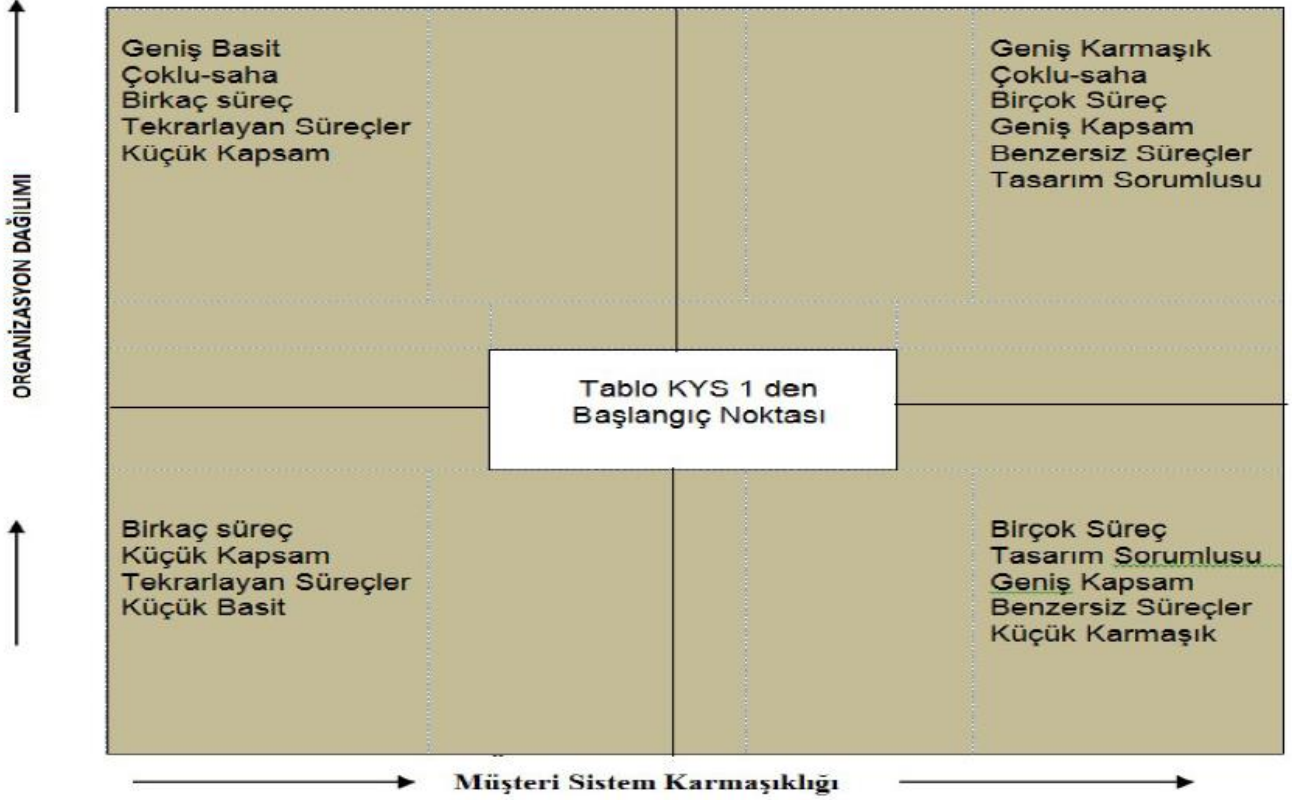 Geniş Basit
Çoklu-saha
Birkaç süreç
Tekrarlayan Süreçler
Küçük Kapsam
Geniş Karmaşık
Çoklu-saha
Birçok Süreç
Geniş Kapsam
Benzersiz Süreçler
Tasarım Sorumlusu
ORGANİZASYON DAĞILIMI
Tablo KYS 1 den
Başlangıç Noktası
Birkaç süreç
Küçük Kapsam
Tekrarlayan Süreçler
Küçük Basit
Birçok Süreç
Tasarım Sorumlusu
Geniş Kapsam
Benzersiz Süreçler
Küçük Karmaşık
Müşteri Sistem Karmaşıklığı